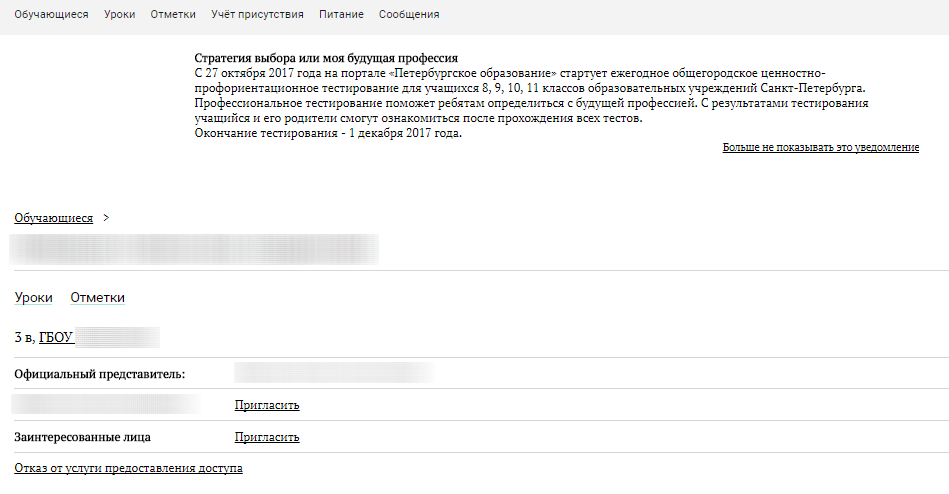 Обучающиеся Уроки Отметки Учёт присутствия Питание Сообщения
Стратегия выбора или моя будущая профессия
С 27 октября 2017 года на портале «Петербургское образование» стартует ежегодное общегородское ценностно-
профориентационное тестирование для учащихся 8, 9, 10, 11 классов образовательных учреждений Санкт-Петербурга.
Профессиональное тестирование поможет ребятам определиться с будущей профессией. С результатами тестирования
учащийся и его родители смогут ознакомиться после прохождения всех тестов.
Окончание тестирования - 1 декабря 2017 года.
Больше не показывать это уведомление
Обучающиеся >
Уроки Отметки
3 в, ГБОУ
Официальный представитель:
Пригласить
Заинтересованные лица Пригласить
Отказ от услуги предоставления доступа